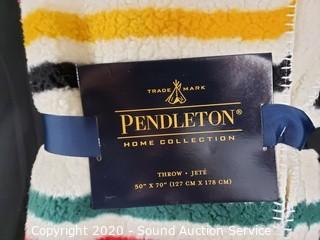 TRADE MARK
PENDLETON®
HOME COLLECTION
THROW · JETÉ
50" X 70" (127 CM X 178 CM)
Copyright 2020 - Sound Auction Service